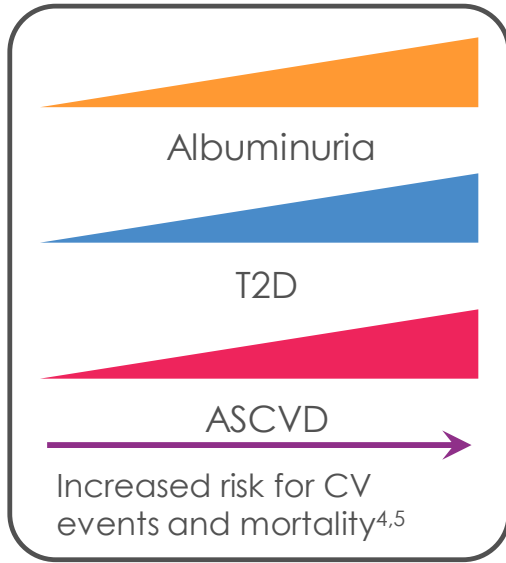 Albuminuria
T2D
ASCVD
Increased risk for CV
events and mortality4,5